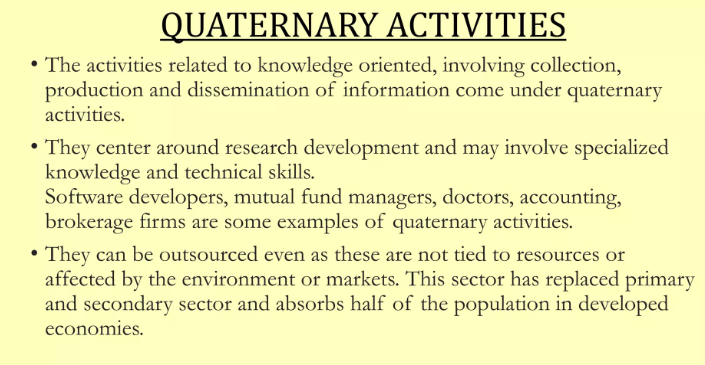 QUATERNARY ACTIVITIES
• The activities related to knowledge oriented, involving collection,
production and dissemination of information come under quaternary
activities.
• They center around research development and may involve specialized
knowledge and technical skills.
Software developers, mutual fund managers, doctors, accounting,
brokerage firms are some examples of quaternary activities.
• They can be outsourced even as these are not tied to resources or
affected by the environment or markets. This sector has replaced primary
and secondary sector and absorbs half of the population in developed
economies.